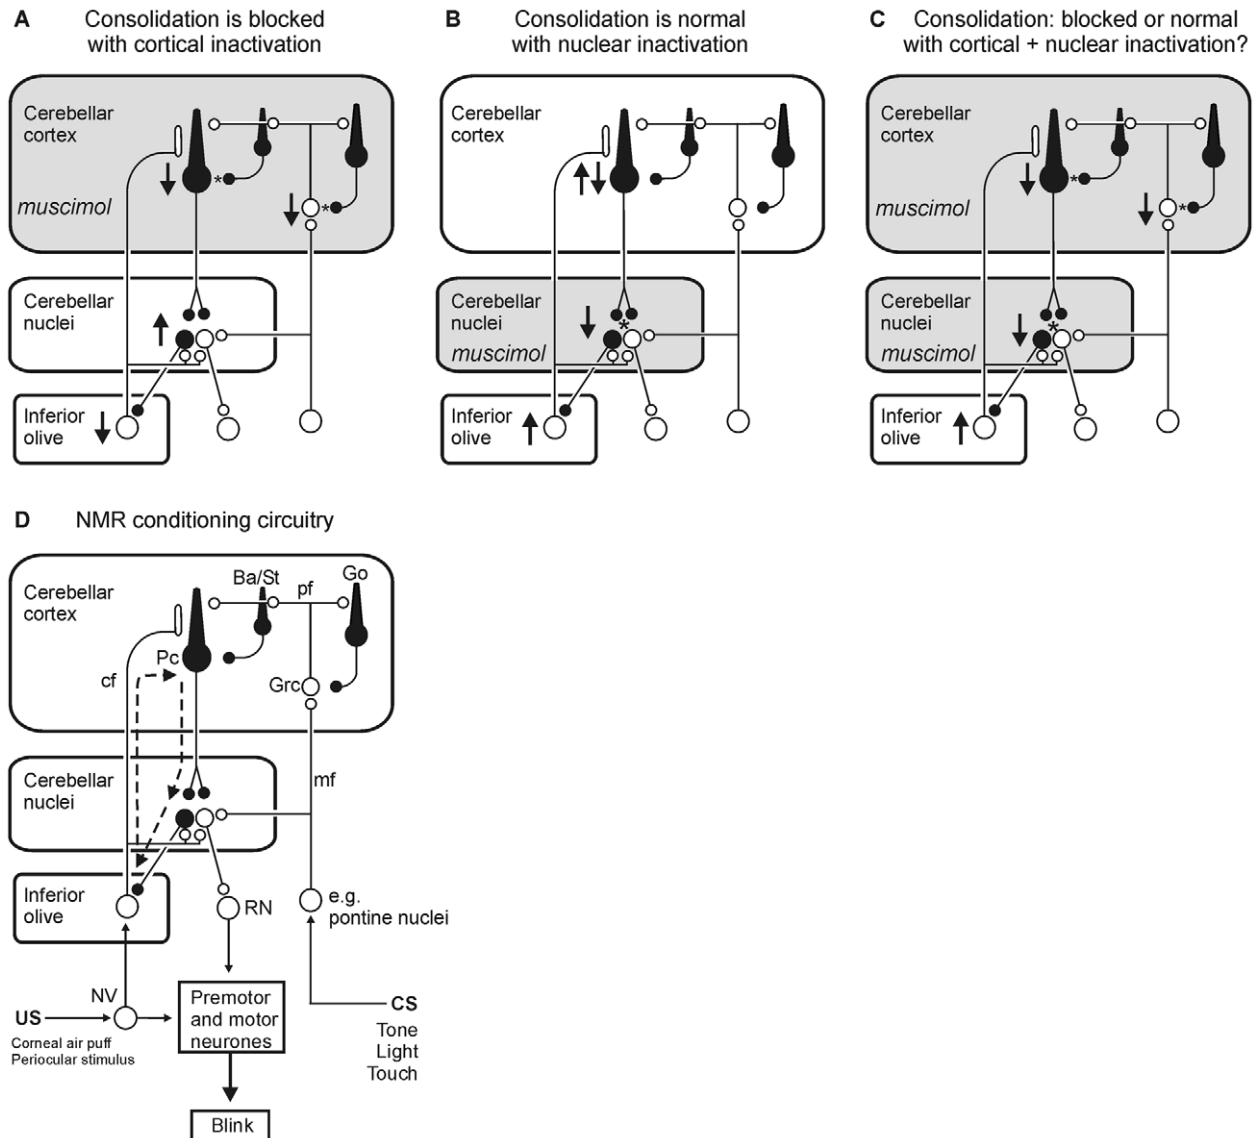 A Consolidation is blocked
with cortical inactivation
Cerebellar
cortex
*
muscimol
*
Cerebellar
nuclei
Inferior
olive
B Consolidation is normal
with nuclear inactivation
Cerebellar
cortex
Cerebellar
nuclei
*
muscimol
Inferior
olive
C Consolidation: blocked or normal
with cortical + nuclear inactivation?
Cerebellar
cortex
*
muscimol
*
Cerebellar
nuclei
*
muscimol
Inferior
olive
D NMR conditioning circuitry
Cerebellar
cortex
Ba/St
pf
Go
Pc
cf
Grc
Cerebellar
nuclei
mf
Inferior
olive
RN
e.g.
pontine nuclei
NV
US
Corneal air puff
Periocular stimulus
Premotor
and motor
neurones
CS
Tone
Light
Touch
Blink